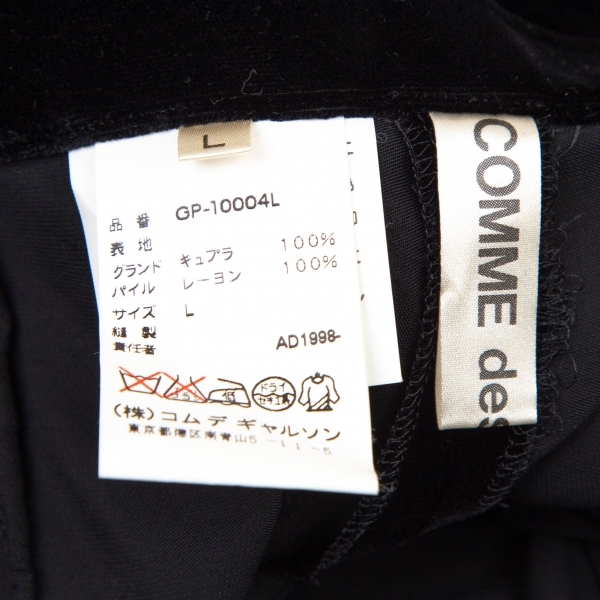 L
品番 GP-10004L
表地
グランド キュプラ 100%
パイル レーヨン 100%
サイズ L
縫製
責任者 AD1998-
ドライ
セキユ系
(株)コムデギャルソン
東京都港区南青山5-11-5
COMME des